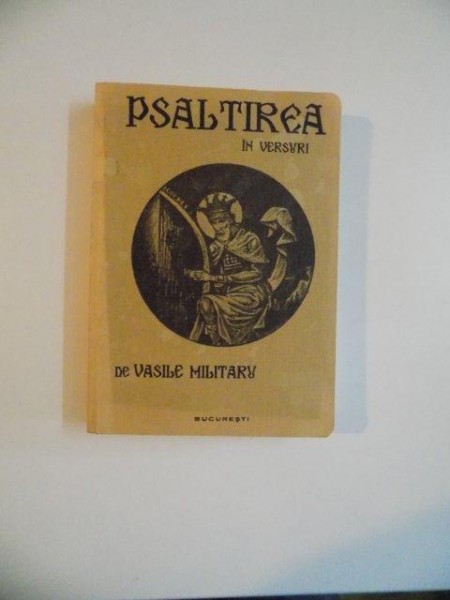 PSALTIREA
ÎN VERSURI
DE VASILE MILITARU
BUCUREȘTI